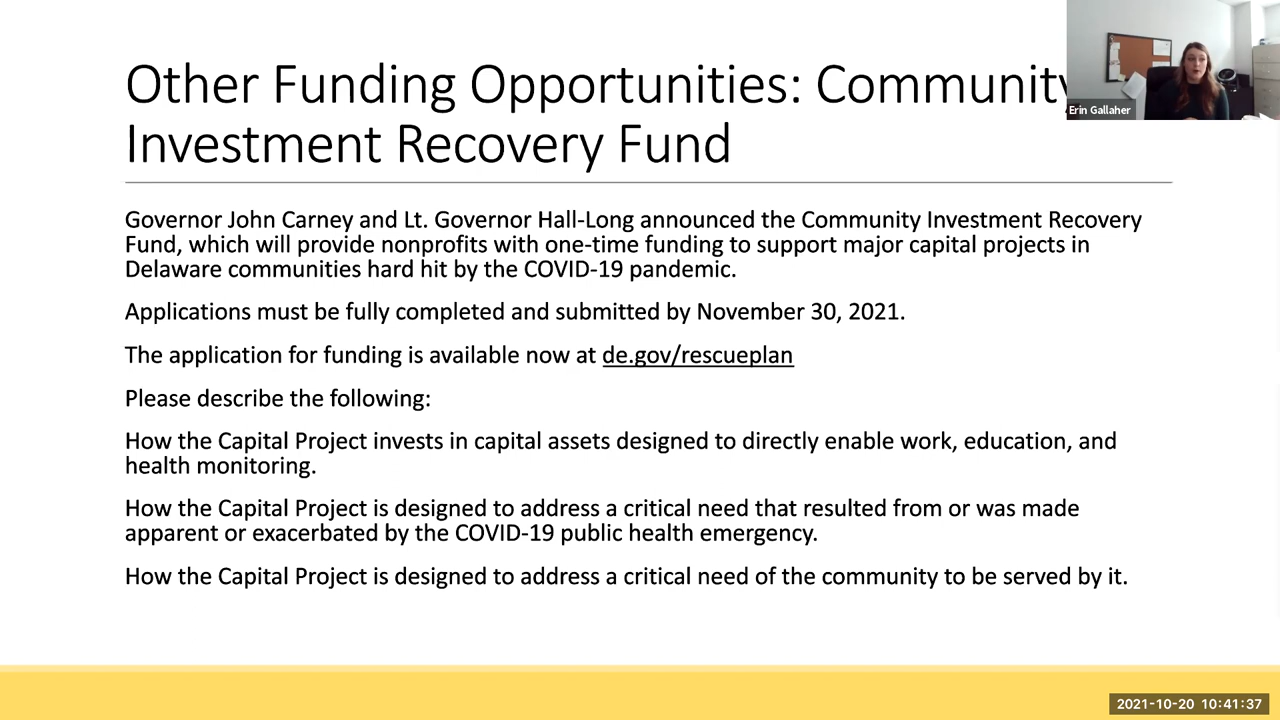 Other Funding Opportunities: Community
Investment Recovery Fund
Erin Gallaher
Governor John Carney and Lt. Governor Hall-Long announced the Community Investment Recovery
Fund, which will provide nonprofits with one-time funding to support major capital projects in
Delaware communities hard hit by the COVID-19 pandemic.
Applications must be fully completed and submitted by November 30, 2021.
The application for funding is available now at de.gov/rescueplan
Please describe the following:
How the Capital Project invests in capital assets designed to directly enable work, education, and
health monitoring.
How the Capital Project is designed to address a critical need that resulted from or was made
apparent or exacerbated by the COVID-19 public health emergency.
How the Capital Project is designed to address a critical need of the community to be served by it.
2021-10-20 10:41:37